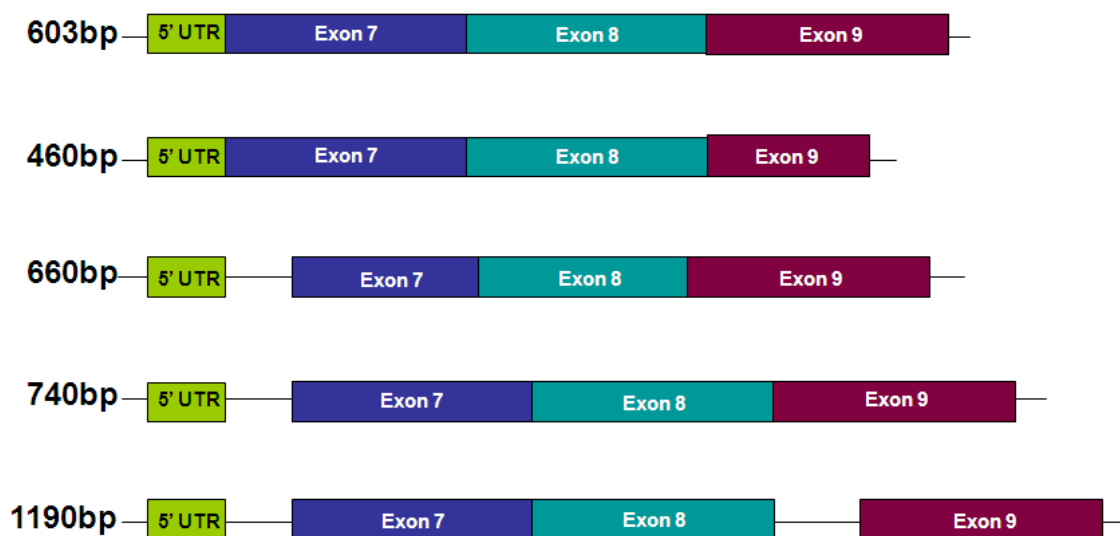 603bp 5' UTR Exon 7 Exon 8 Exon 9
460bp 5' UTR Exon 7 Exon 8 Exon 9
660bp 5' UTR Exon 7 Exon 8 Exon 9
740bp 5' UTR Exon 7 Exon 8 Exon 9
1190bp 5' UTR Exon 7 Exon 8 Exon 9